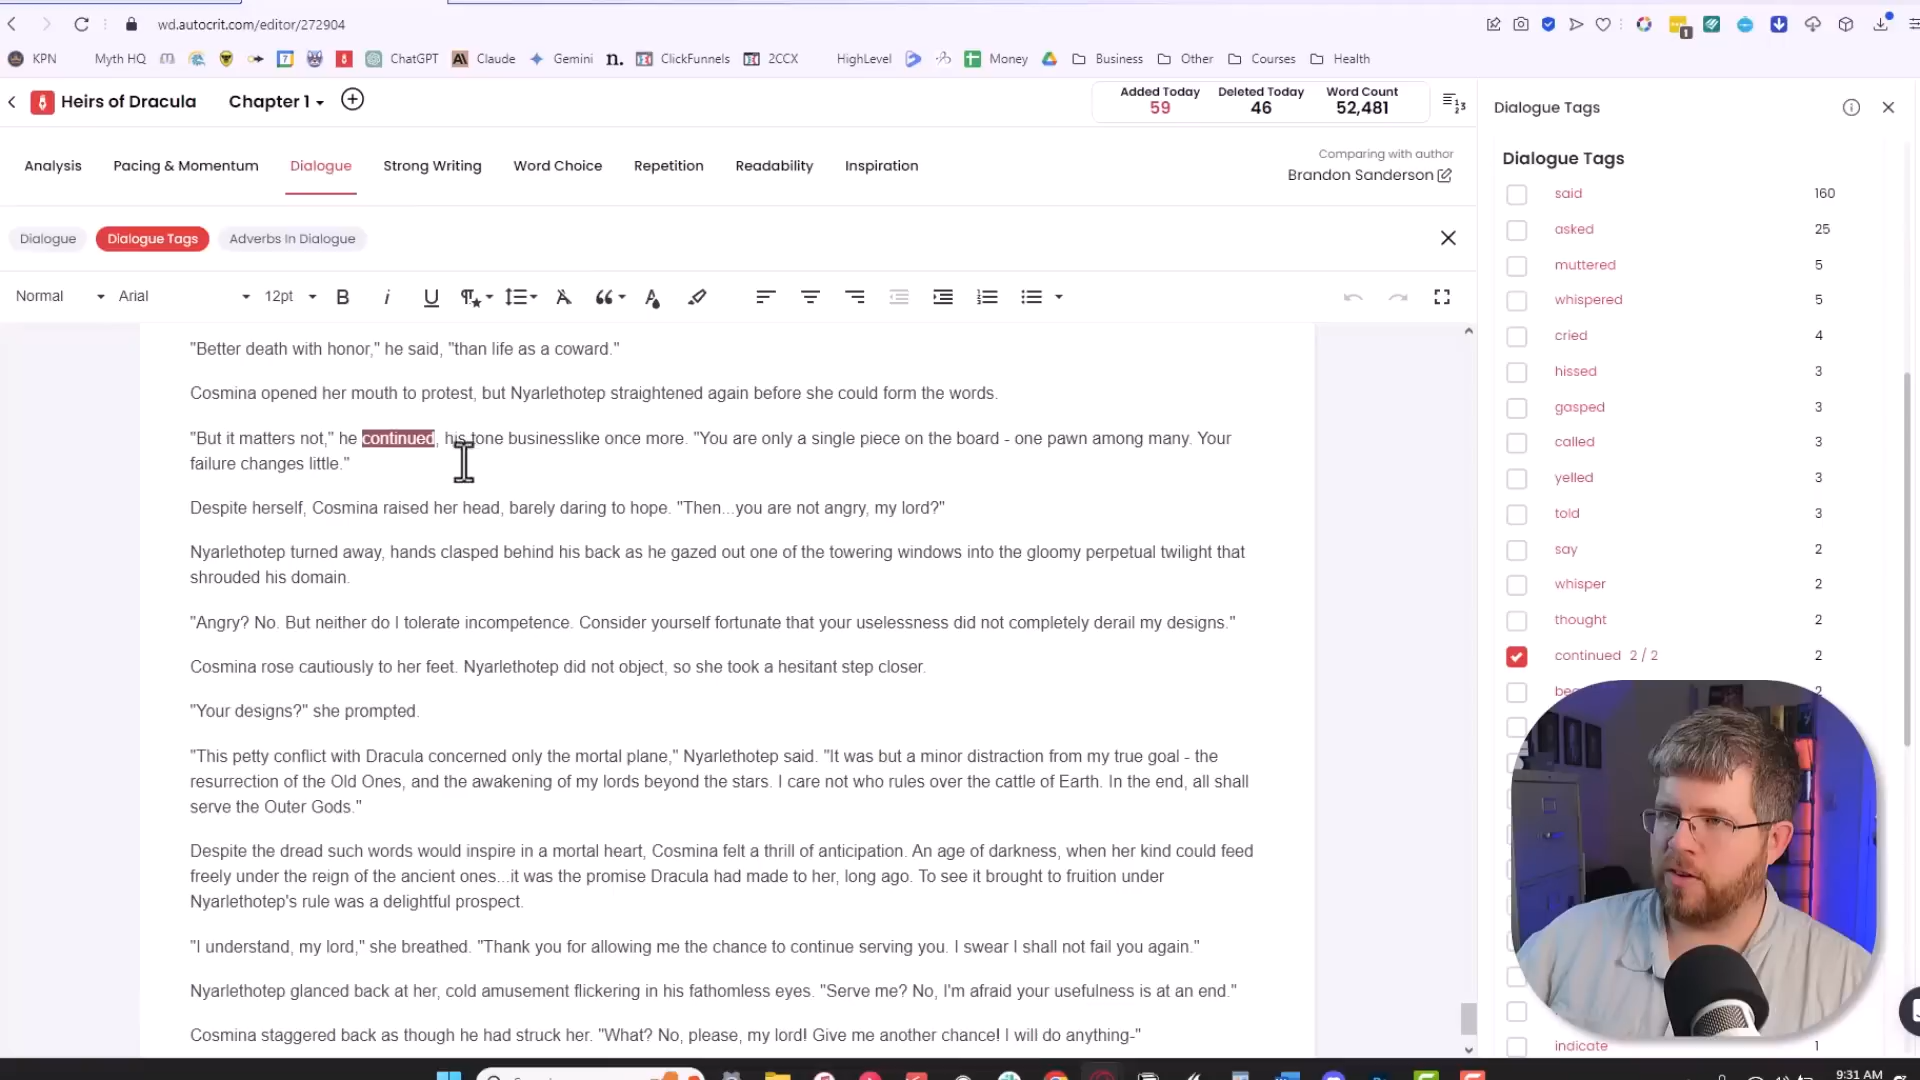 wd.autocrit.com/editor/272904
KPN Myth HQ ChatGPT Claude Gemini n. ClickFunnels 2CCX HighLevel Money Business Other Courses Health
Heirs of Dracula Chapter 1
Added Today Deleted Today Word Count
59 46 52,481
Analysis Pacing & Momentum Dialogue Strong Writing Word Choice Repetition Readability Inspiration
Comparing with author
Brandon Sanderson
Dialogue Dialogue Tags Adverbs In Dialogue
Normal Arial 12pt
"Better death with honor," he said, "than life as a coward."
Cosmina opened her mouth to protest, but Nyarlethotep straightened again before she could form the words.
"But it matters not," he continued, his tone businesslike once more. "You are only a single piece on the board - one pawn among many. Your
failure changes little."
Despite herself, Cosmina raised her head, barely daring to hope. "Then...you are not angry, my lord?"
Nyarlethotep turned away, hands clasped behind his back as he gazed out one of the towering windows into the gloomy perpetual twilight that
shrouded his domain.
"Angry? No. But neither do I tolerate incompetence. Consider yourself fortunate that your uselessness did not completely derail my designs."
Cosmina rose cautiously to her feet. Nyarlethotep did not object, so she took a hesitant step closer.
"Your designs?" she prompted.
"This petty conflict with Dracula concerned only the mortal plane," Nyarlethotep said. "It was but a minor distraction from my true goal - the
resurrection of the Old Ones, and the awakening of my lords beyond the stars. I care not who rules over the cattle of Earth. In the end, all shall
serve the Outer Gods."
Despite the dread such words would inspire in a mortal heart, Cosmina felt a thrill of anticipation. An age of darkness, when her kind could feed
freely under the reign of the ancient ones...it was the promise Dracula had made to her, long ago. To see it brought to fruition under
Nyarlethotep's rule was a delightful prospect.
"I understand, my lord," she breathed. "Thank you for allowing me the chance to continue serving you. I swear I shall not fail you again."
Nyarlethotep glanced back at her, cold amusement flickering in his fathomless eyes. "Serve me? No, I'm afraid your usefulness is at an end."
Cosmina staggered back as though he had struck her. "What? No, please, my lord! Give me another chance! I will do anything-"
Dialogue Tags
Dialogue Tags
said 160
asked 25
muttered 5
whispered 5
cried 4
hissed 3
gasped 3
called 3
yelled 3
told 3
say 2
whisper 2
thought 2
continued 2 / 2 2
2
indicate 1
9:31 AM